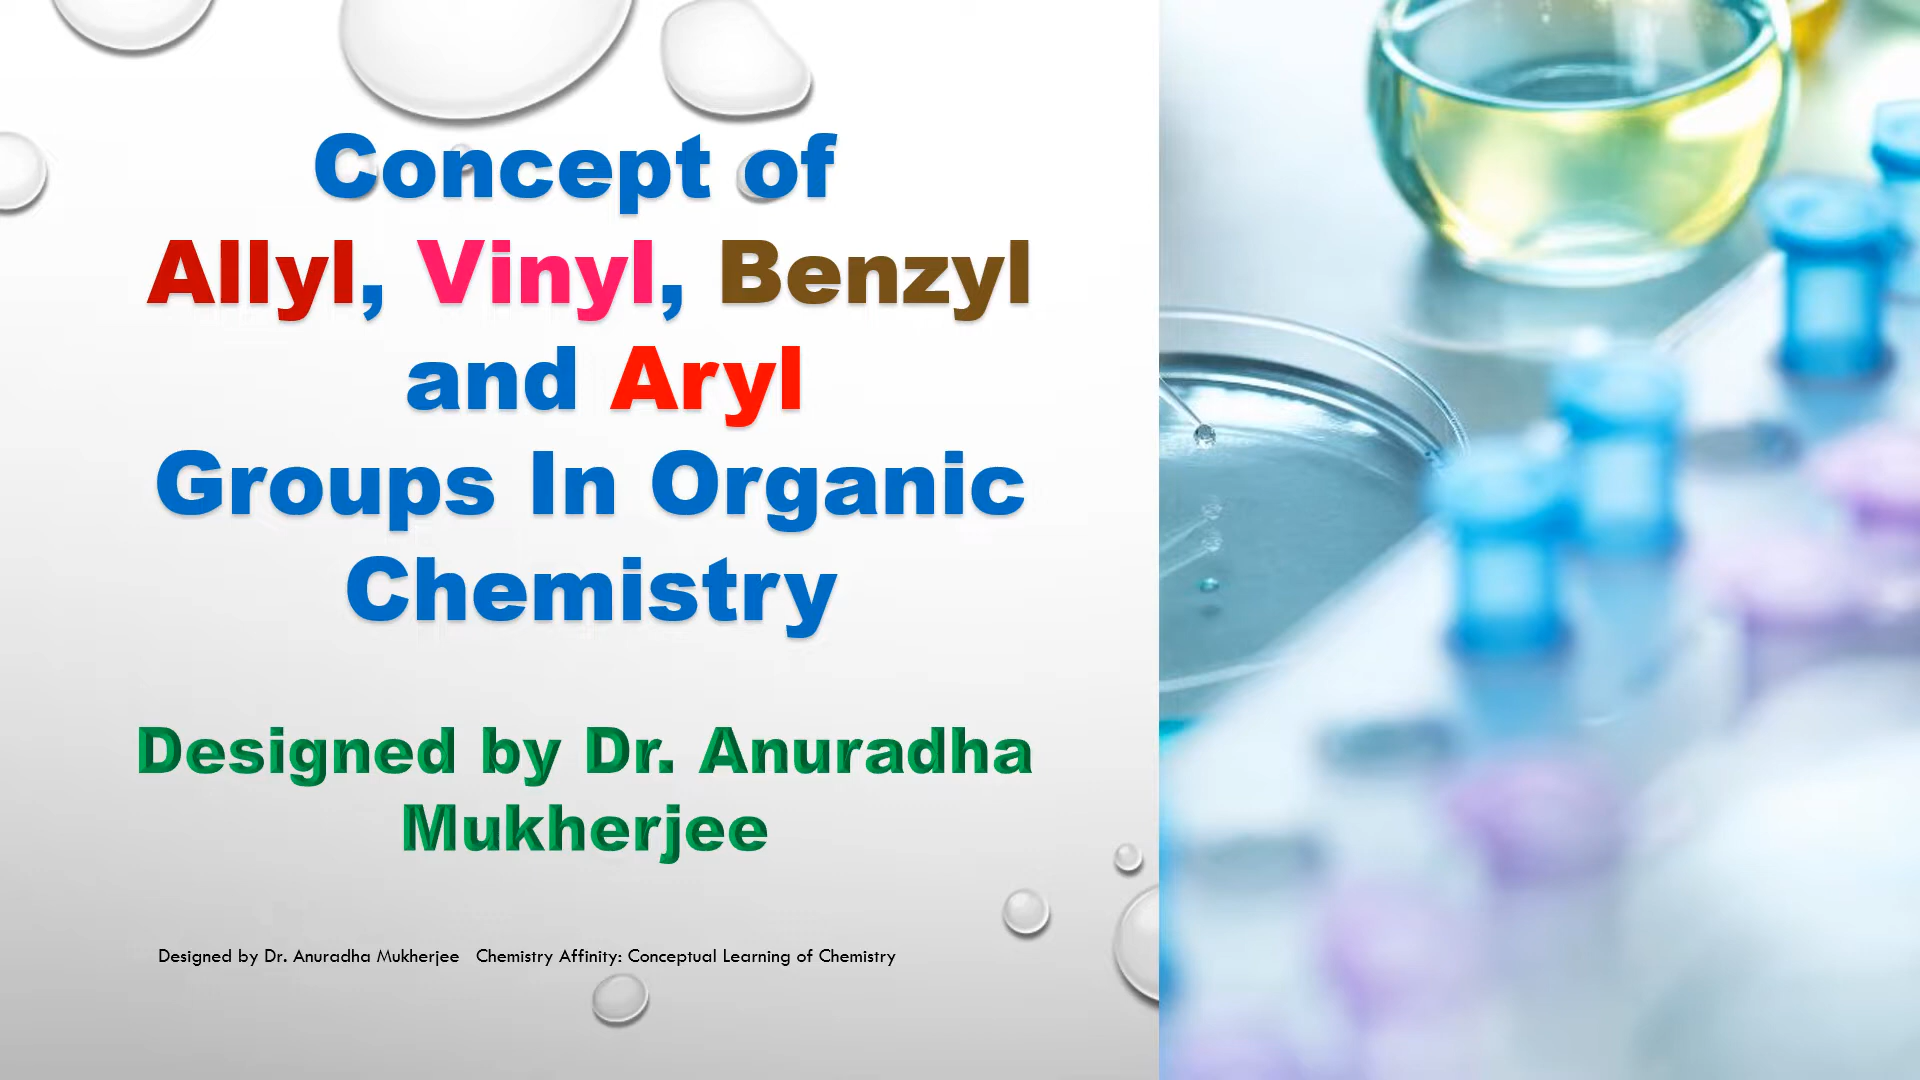 Concept of
Allyl, Vinyl, Benzyl
and Aryl
Groups In Organic
Chemistry
Designed by Dr. Anuradha
Mukherjee
Designed by Dr. Anuradha Mukherjee Chemistry Affinity: Conceptual Learning of Chemistry